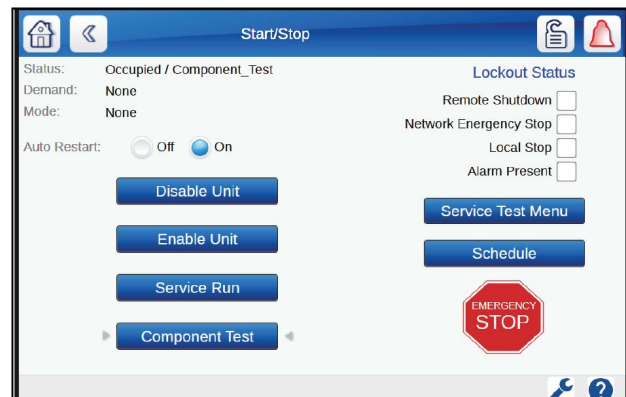 Start/Stop
Status: Occupied / Component_Test
Demand: None
Mode: None
Auto Restart: Off On
Disable Unit
Enable Unit
Service Run
Component Test
Lockout Status
Remote Shutdown
Network Energency Stop
Local Stop
Alarm Present
Service Test Menu
Schedule
EMERGENCY
STOP
?